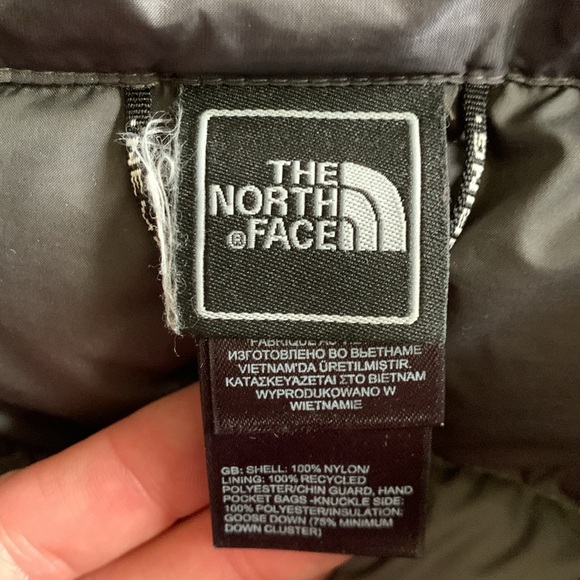 THE
NORTH
® FACE
FABRIQUÉ AU
ИЗГОТОВЛЕНО ВО ВЬЕТНАМЕ
VIETNAM'DA ÜRETILMIŞTIR.
ΚΑΤΑΣΚΕΥΑΖΕΤΑΙ ΣΤΟ ΒΙΕΤΝΑΜ
WYPRODUKOWANO W
WIETNAMIE
GB: SHELL: 100% NYLON/
LINING: 100% RECYCLED
POLYESTER/CHIN GUARD, HAND
POCKET BAGS -KNUCKLE SIDE:
100% POLYESTER/INSULATION:
GOOSE DOWN (75% MINIMUM
DOWN CLUSTER)